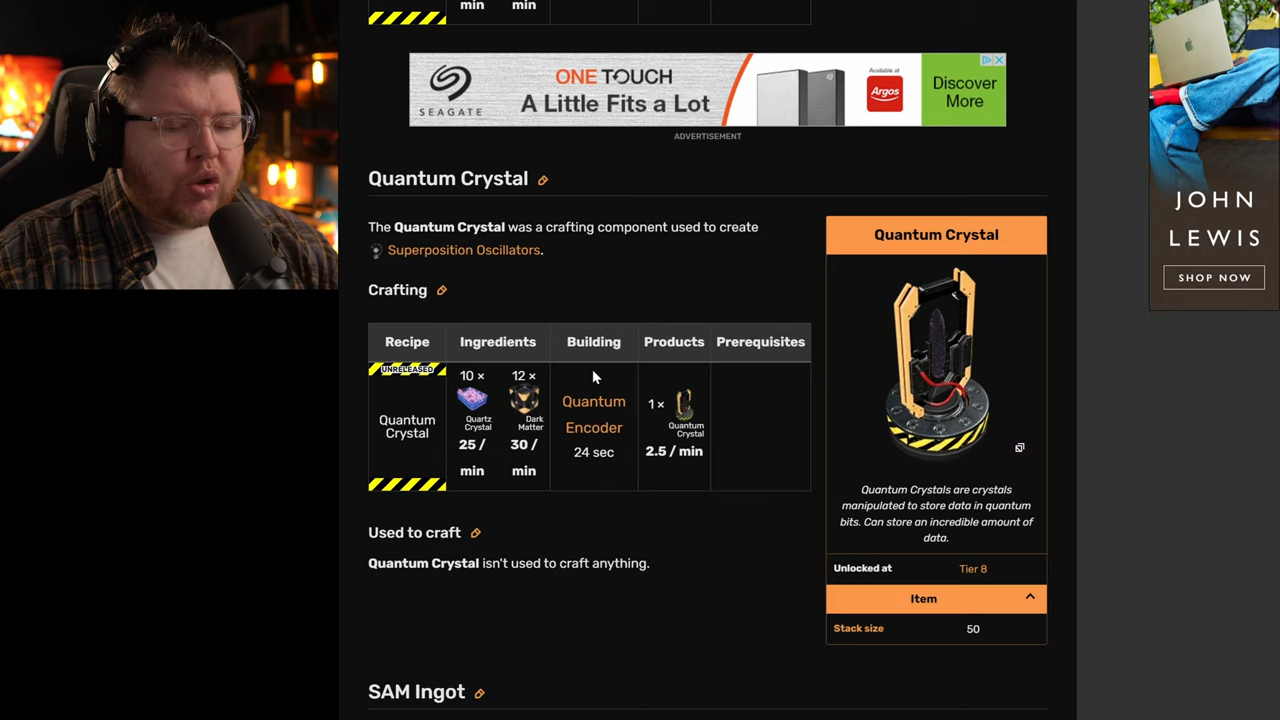 min min
SEAGATE
ONE TOUCH
A Little Fits a Lot
Available at
Argos
Discover
More
ADVERTISEMENT
Quantum Crystal
The Quantum Crystal was a crafting component used to create
Superposition Oscillators.
Crafting
Recipe Ingredients Building Products Prerequisites
UNRELEASED
Quantum
Crystal
10 × 12 ×
Quartz
Crystal
Dark
Matter
25 /
min
30 /
min
Quantum
Encoder
24 sec
1 ×
Quantum
Crystal
2.5 / min
Used to craft
Quantum Crystal isn't used to craft anything.
Quantum Crystal
Quantum Crystals are crystals
manipulated to store data in quantum
bits. Can store an incredible amount of
data.
Unlocked at Tier 8
Item
Stack size 50
SAM Ingot
JOHN
LEWIS
SHOP NOW